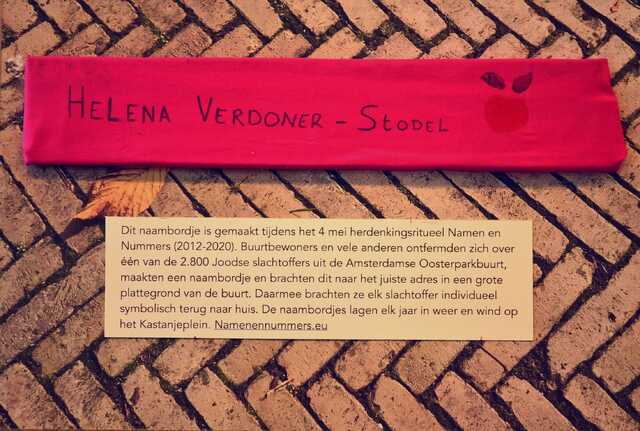 HELENA VERDONER - STODEL
Dit naambordje is gemaakt tijdens het 4 mei herdenkingsritueel Namen en
Nummers (2012-2020). Buurtbewoners en vele anderen ontfermden zich over
één van de 2.800 Joodse slachtoffers uit de Amsterdamse Oosterparkbuurt,
maakten een naambordje en brachten dit naar het juiste adres in een grote
plattegrond van de buurt. Daarmee brachten ze elk slachtoffer individueel
symbolisch terug naar huis. De naambordjes lagen elk jaar in weer en wind op
het Kastanjeplein. Namenennummers.eu